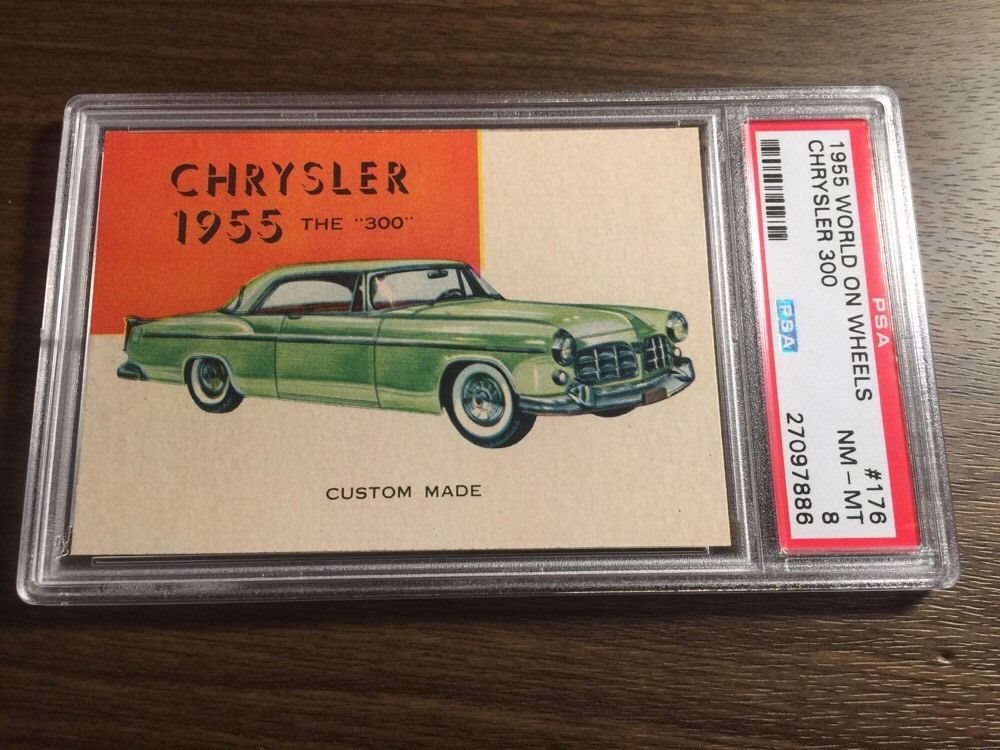 CHRYSLER
1955 THE "300"
CUSTOM MADE
1955 WORLD ON WHEELS #176
CHRYSLER 300 NM - MT 8
PSA 27097886
PSA